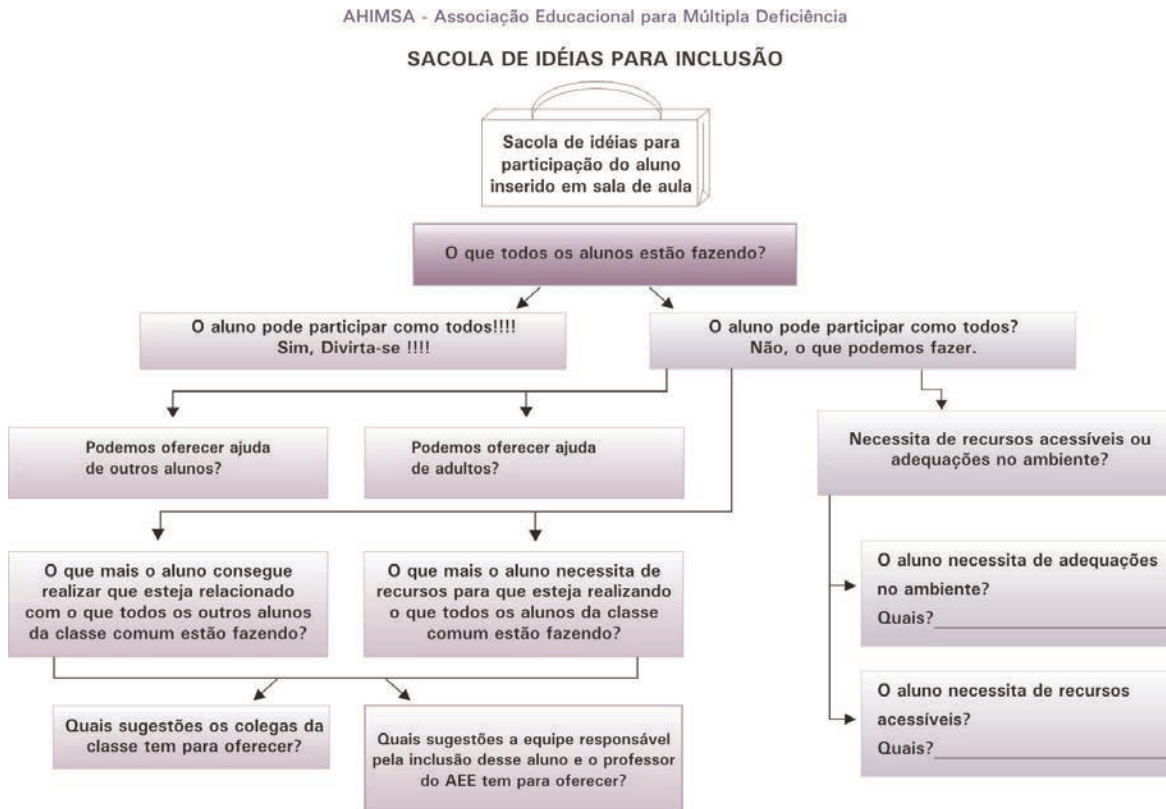 AHIMSA - Associação Educacional para Múltipla Deficiência
SACOLA DE IDÉIAS PARA INCLUSÃO
Sacola de idéias para
participação do aluno
inserido em sala de aula
O que todos os alunos estão fazendo?
O aluno pode participar como todos!!!!
Sim, Divirta-se !!!!
O aluno pode participar como todos?
Não, o que podemos fazer.
Podemos oferecer ajuda
de outros alunos?
Podemos oferecer ajuda
de adultos?
Necessita de recursos acessíveis ou
adequações no ambiente?
O que mais o aluno consegue
realizar que esteja relacionado
com o que todos os outros alunos
da classe comum estão fazendo?
O que mais o aluno necessita de
recursos para que esteja realizando
o que todos os alunos da classe
comum estão fazendo?
O aluno necessita de adequações
no ambiente?
Quais?______________________________
Quais sugestões os colegas da
classe tem para oferecer?
Quais sugestões a equipe responsável
pela inclusão desse aluno e o professor
do AEE tem para oferecer?
O aluno necessita de recursos
acessíveis?
Quais?______________________________